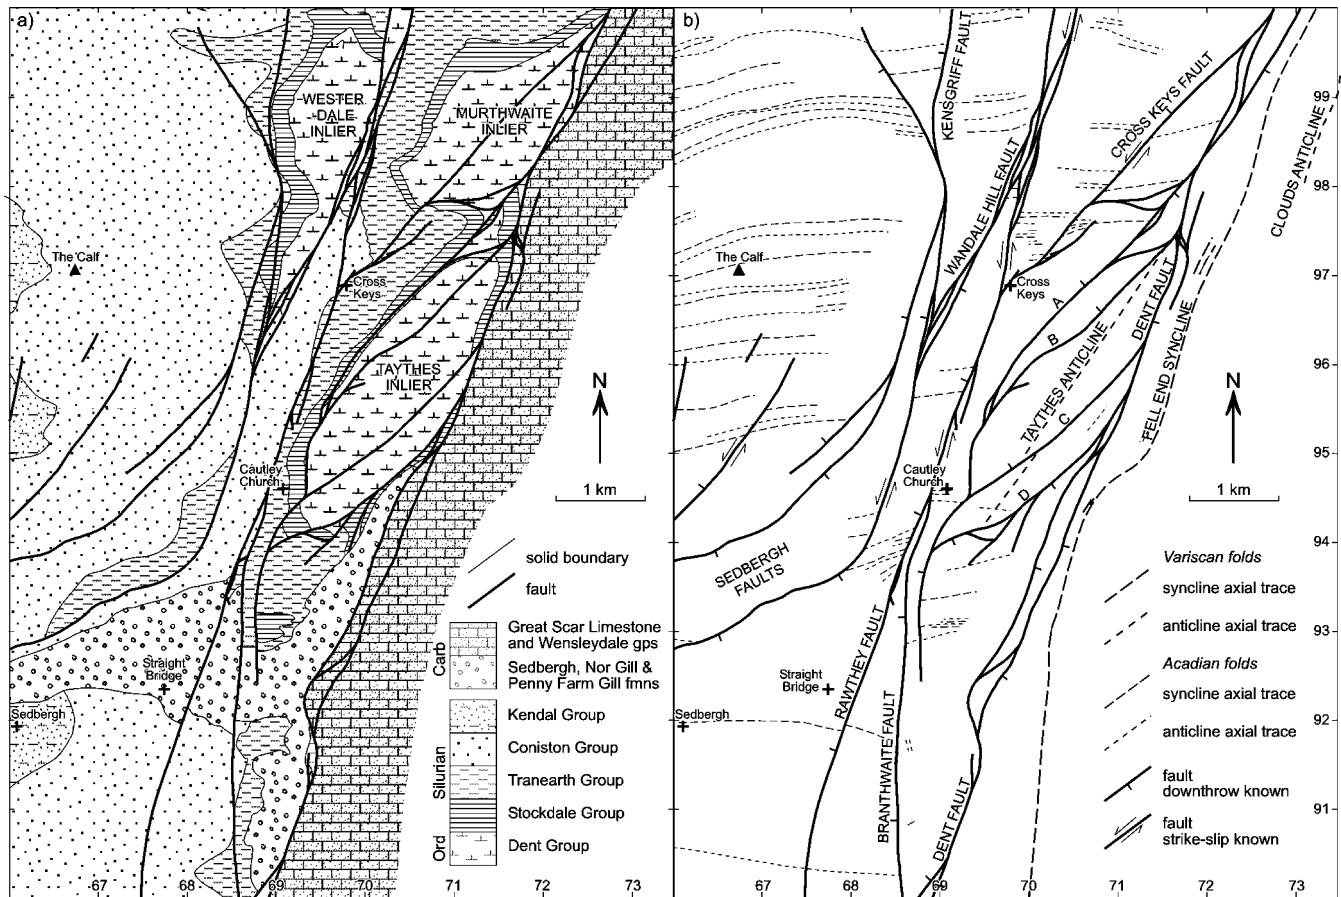 a)
WESTER
DALE
INLIER
MURTHWAITE
INLIER
The Calf
Cross
Keys
TAYTHES
INLIER
N
Cautley
Church
1 km
solid boundary
fault
Carb
Great Scar Limestone
and Wensleydale gps
Sedbergh, Nor Gill &
Penny Farm Gill fmns
Silurian
Kendal Group
Coniston Group
Tranearth Group
Stockdale Group
Ord
Dent Group
Straight
Bridge
Sedbergh
67
68
69
70
71
72
73
b)
KENSGRIFF FAULT
CROSS KEYS FAULT
WANDALE HILL FAULT
CLOUDS ANTICLINE
The Calf
Cross
Keys
A
B
TAYTHES ANTICLINE
DENT FAULT
FELL END SYNCLINE
C
D
N
Cautley
Church
1 km
SEDBERGH
FAULTS
Variscan folds
syncline axial trace
anticline axial trace
Acadian folds
syncline axial trace
anticline axial trace
fault
downthrow known
fault
strike-slip known
Straight
Bridge
Sedbergh
RAWTHEY FAULT
BRANTHWAITE FAULT
DENT FAULT
99
98
97
96
95
94
93
92
91
67
68
69
70
71
72
73